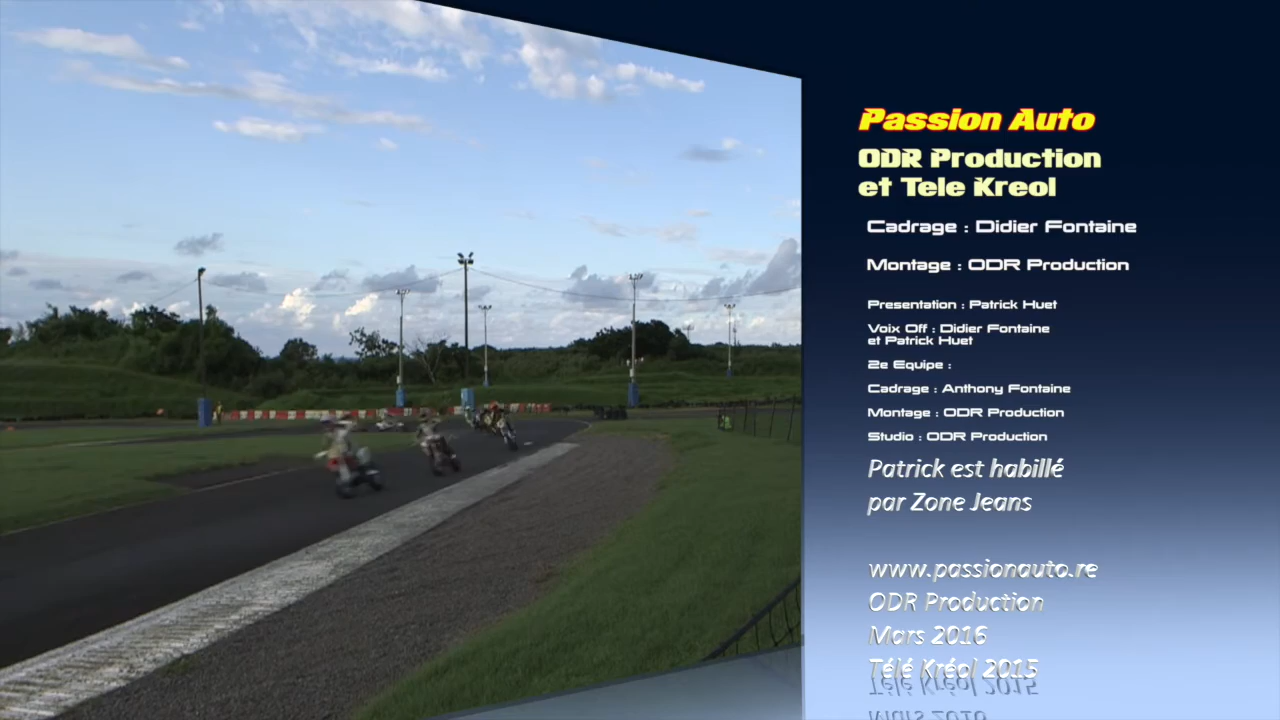 Passion Auto
ODR Production
et Tele Kreol
Cadrage : Didier Fontaine
Montage : ODR Production
Presentation : Patrick Huet
Voix Off : Didier Fontaine
et Patrick Huet
2e Equipe :
Cadrage : Anthony Fontaine
Montage : ODR Production
Studio : ODR Production
Patrick est habillé
par Zone Jeans
www.passionauto.re
ODR Production
Mars 2016
Télé Kréol 2015